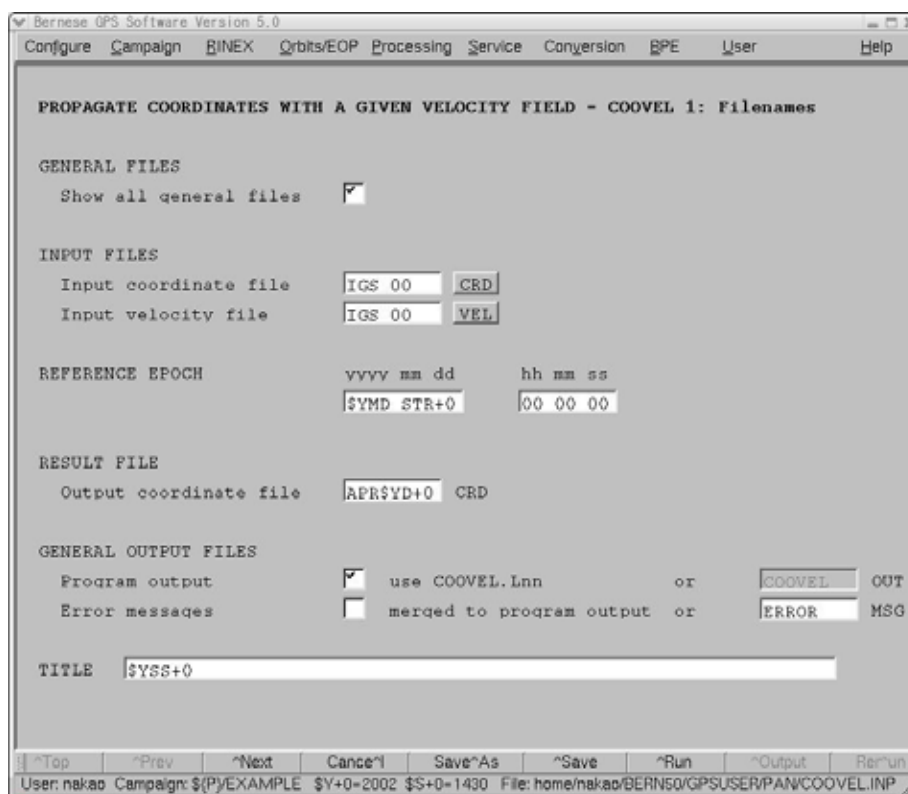 Bernese GPS Software Version 5.0
Configure Campaign RINEX Orbits/EOP Processing Service Conversion BPE User Help
PROPAGATE COORDINATES WITH A GIVEN VELOCITY FIELD - COOVEL 1: Filenames
GENERAL FILES
Show all general files
INPUT FILES
Input coordinate file IGS 00 CRD
Input velocity file IGS 00 VEL
REFERENCE EPOCH yyyy mm dd hh mm ss
$YMD STR+0 00 00 00
RESULT FILE
Output coordinate file APR$YD+0 CRD
GENERAL OUTPUT FILES
Program output use COOVEL.Lnn or COOVEL OUT
Error messages merged to program output or ERROR MSG
TITLE $YSS+0
^Top ^Prev ^Next Cance^l Save^As ^Save ^Run ^Output Rer^un
User: nakao Campaign: ${P}/EXAMPLE $Y+0=2002 $S+0=1430 File: home/nakao/BERN50/GPSUSER/PAN/COOVEL.INP